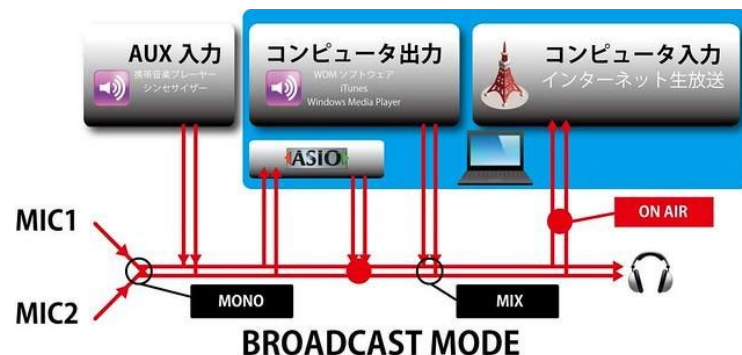 AUX 入力
携帯音楽プレーヤー
シンセサイザー
コンピュータ出力
WDM ソフトウェア
iTunes
Windows Media Player
コンピュータ入力
インターネット生放送
ASIO
ON AIR
MIC1
MIC2
MONO
MIX
BROADCAST MODE